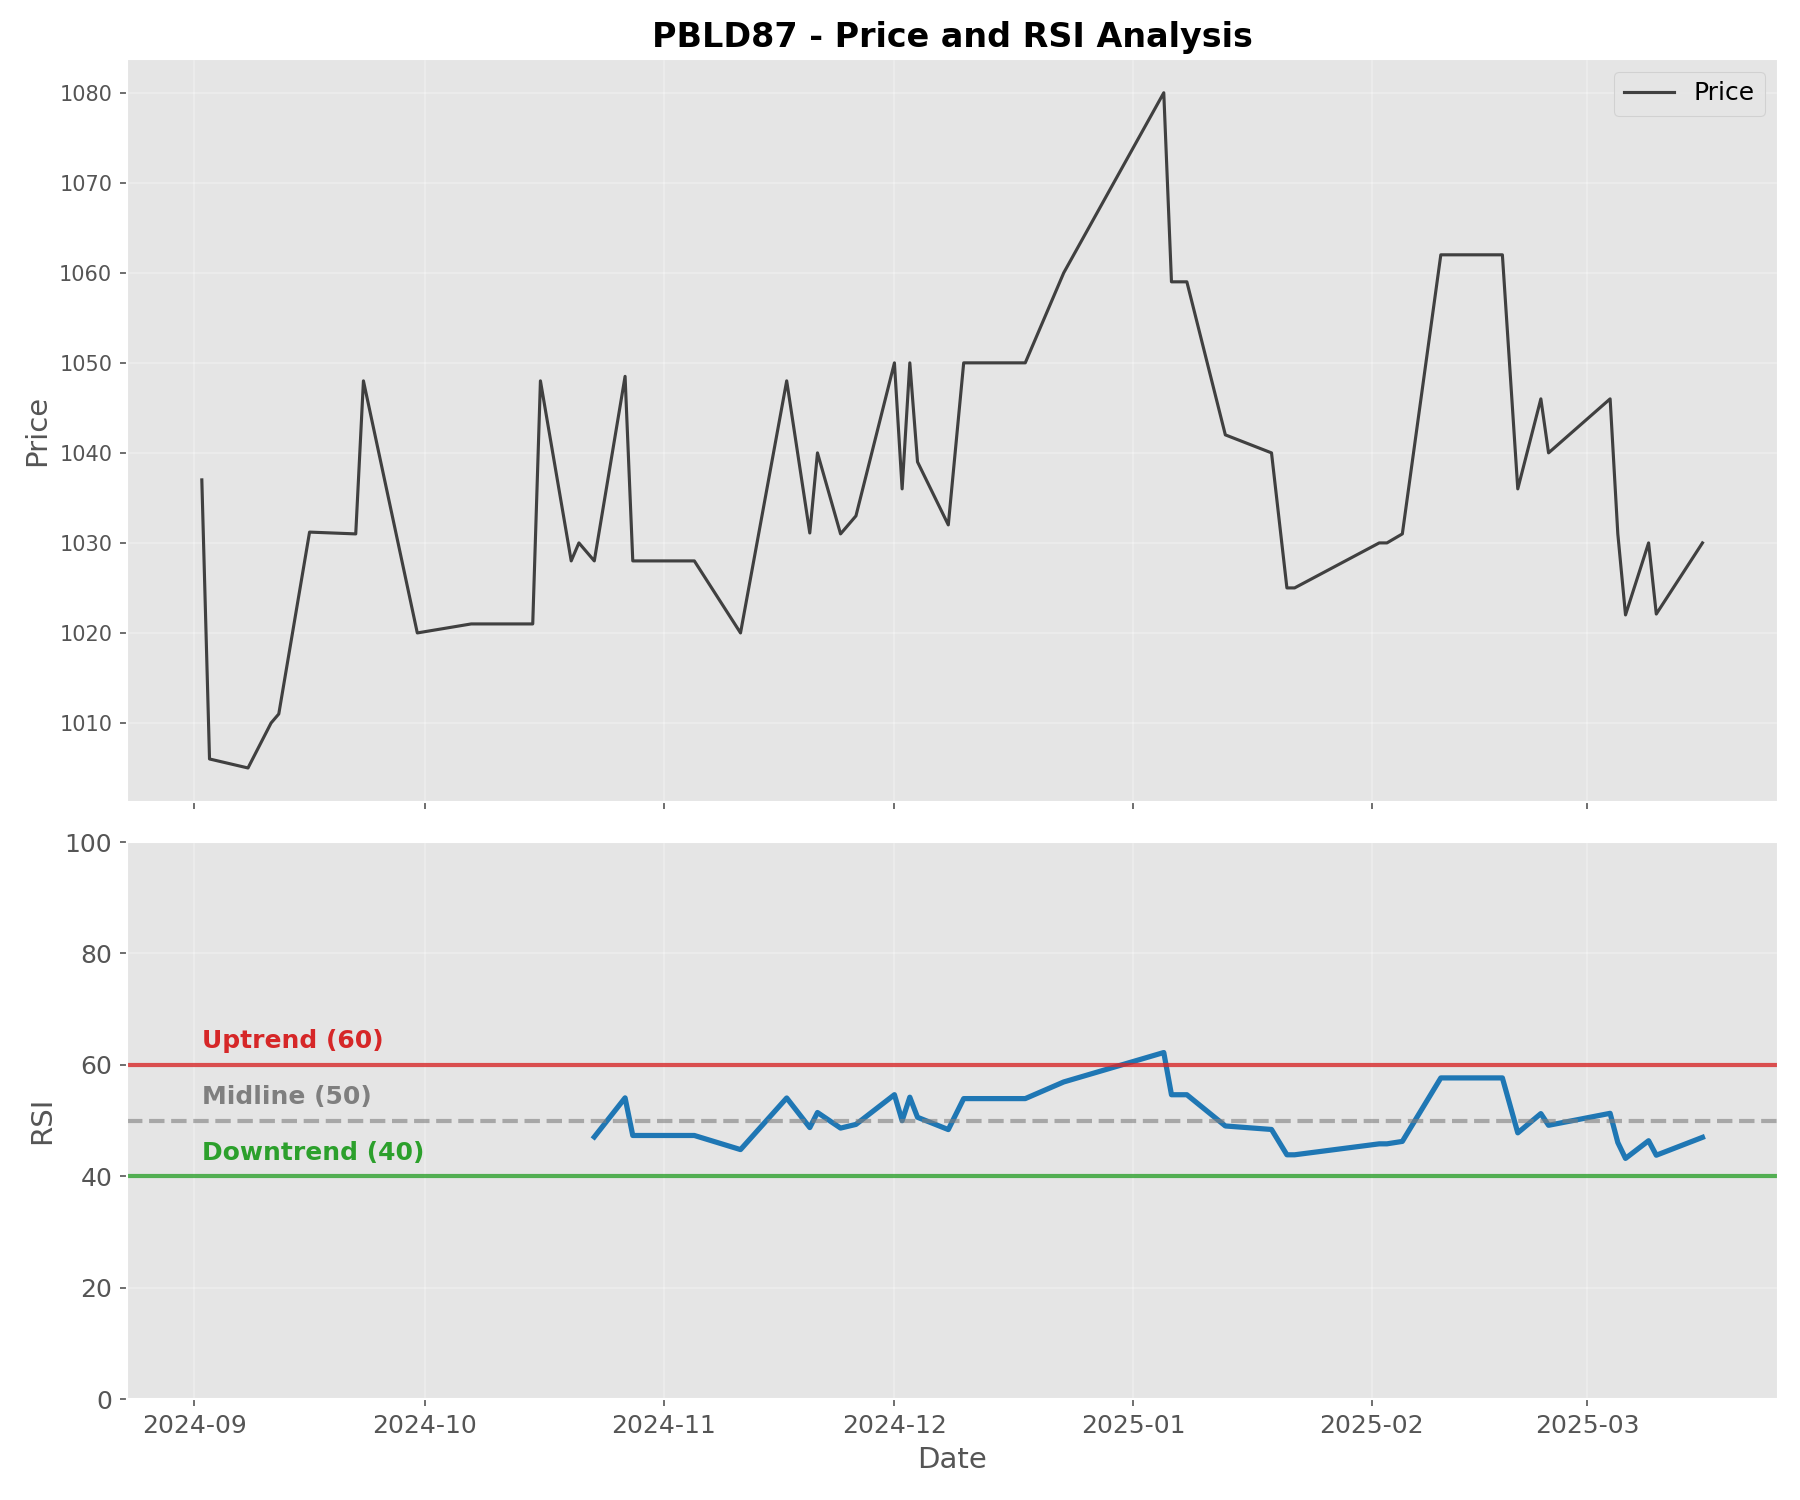 PBLD87 - Price and RSI Analysis
Price
1080
1070
1060
1050
1040
1030
1020
1010
Price
100
80
60
40
20
0
RSI
Uptrend (60)
Midline (50)
Downtrend (40)
2024-09 2024-10 2024-11 2024-12 2025-01 2025-02 2025-03
Date